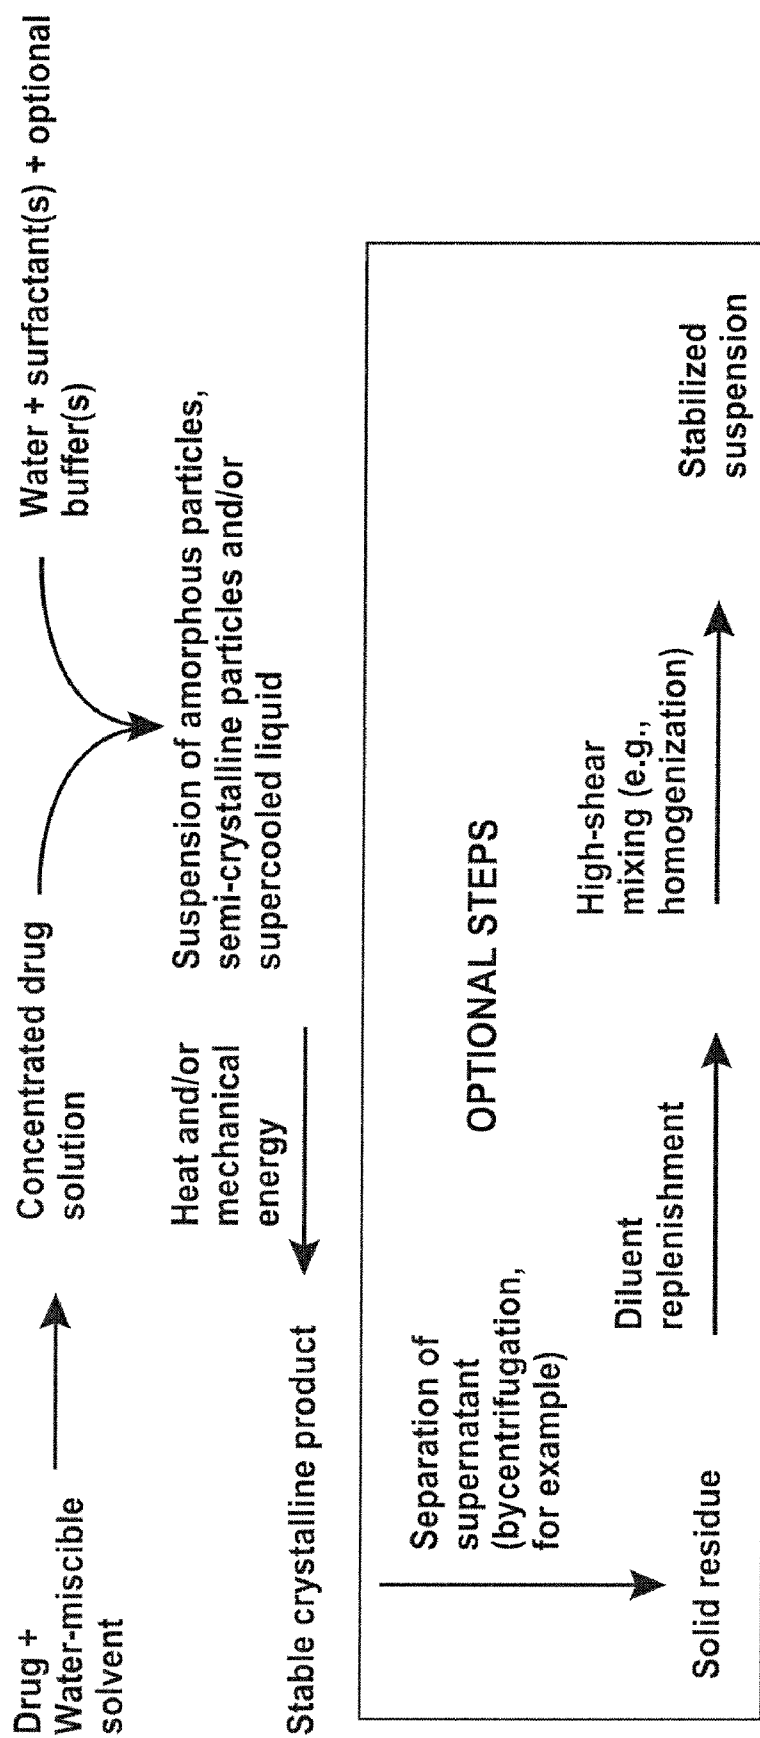 Drug +
Water-miscible
solvent
Concentrated drug
solution
Water + surfactant(s) + optional
buffer(s)
Suspension of amorphous particles,
semi-crystalline particles and/or
supercooled liquid
Heat and/or
mechanical
energy
Stable crystalline product
OPTIONAL STEPS
Separation of
supernatant
(bycentrifugation,
for example)
Solid residue
Diluent
replenishment
High-shear
mixing (e.g.,
homogenization)
Stabilized
suspension